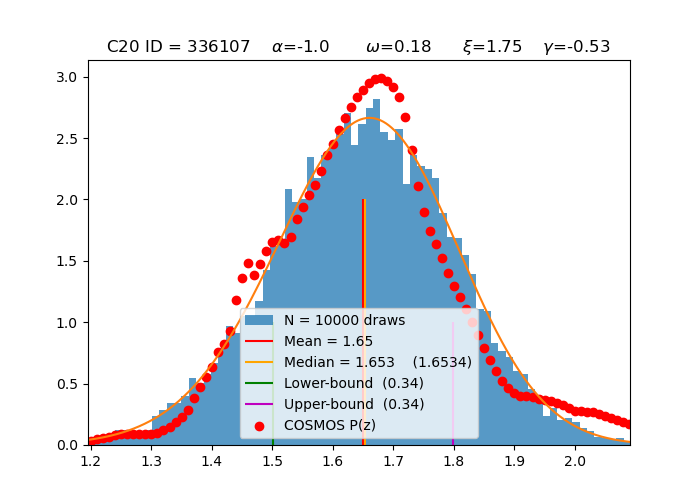 C20 ID = 336107 α=-1.0 ω=0.18 ξ=1.75 γ=-0.53
3.0
2.5
2.0
1.5
1.0
0.5
0.0
N = 10000 draws
Mean = 1.65
Median = 1.653 (1.6534)
Lower-bound (0.34)
Upper-bound (0.34)
COSMOS P(z)
1.2 1.3 1.4 1.5 1.6 1.7 1.8 1.9 2.0